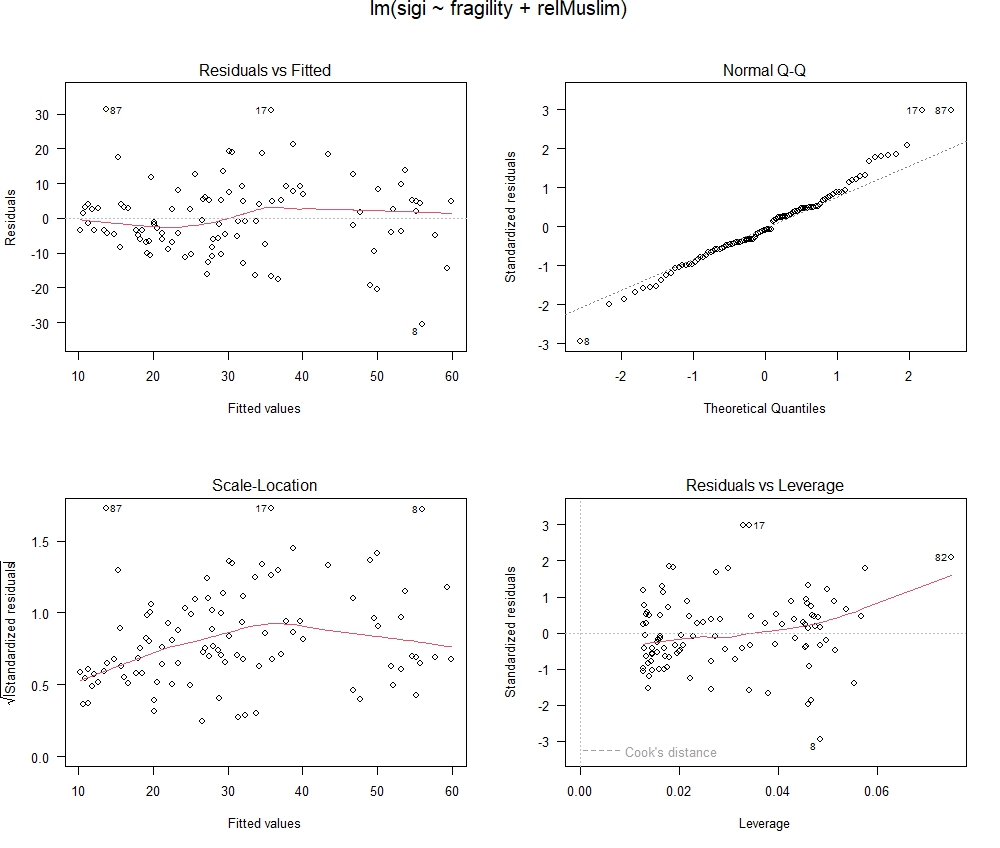 lm(sigi ~ fragility + relMuslim)
Residuals vs Fitted
Residuals
30
20
10
0
-10
-20
-30
87
17
8
10 20 30 40 50 60
Fitted values
Normal Q-Q
Standardized residuals
3
2
1
0
-1
-2
-3
17 87
8
-2 -1 0 1 2
Theoretical Quantiles
Scale-Location
√|Standardized residuals|
1.5
1.0
0.5
0.0
87
17
8
10 20 30 40 50 60
Fitted values
Residuals vs Leverage
Standardized residuals
3
2
1
0
-1
-2
-3
17
82
8
Cook's distance
0.00 0.02 0.04 0.06
Leverage